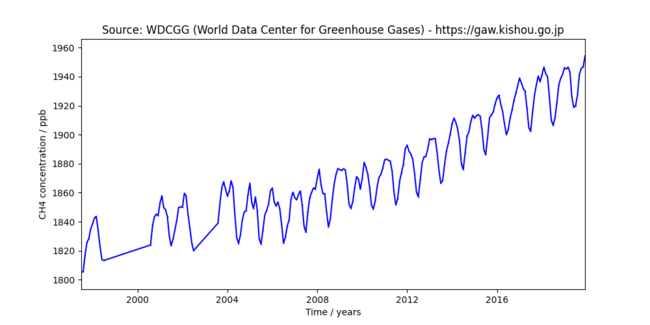 Source: WDCGG (World Data Center for Greenhouse Gases) - https://gaw.kishou.go.jp
1960
1940
1920
1900
1880
1860
1840
1820
1800
CH4 concentration / ppb
2000 2004 2008 2012 2016
Time / years